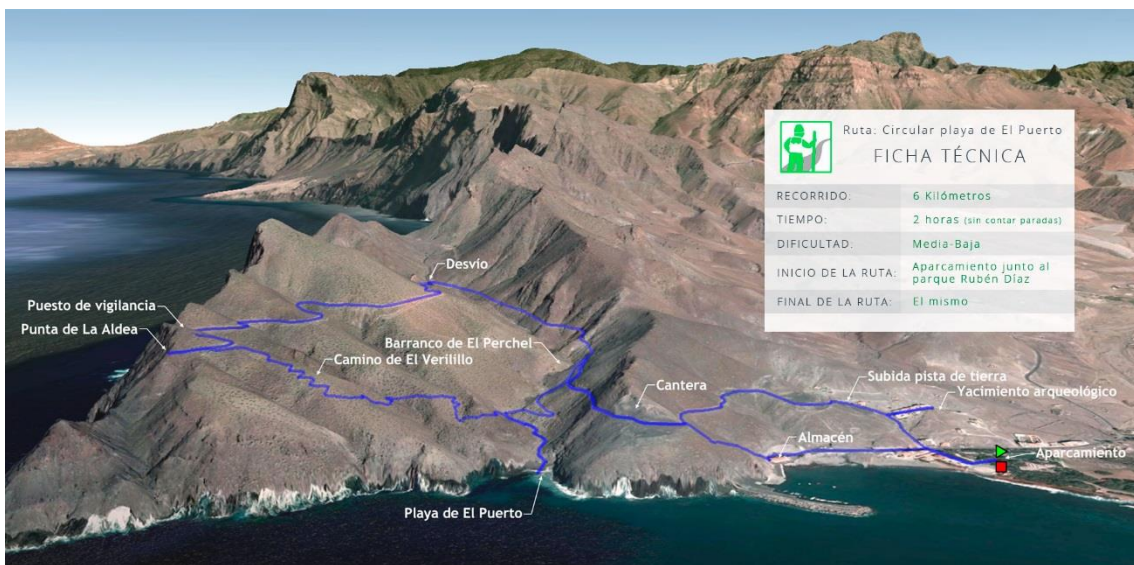 Ruta: Circular playa de El Puerto
FICHA TÉCNICA
RECORRIDO: 6 Kilómetros
TIEMPO: 2 horas (sin contar paradas)
DIFICULTAD: Media-Baja
INICIO DE LA RUTA: Aparcamiento junto al
parque Rubén Díaz
FINAL DE LA RUTA: El mismo
Desvío
Puesto de vigilancia
Punta de La Aldea
Barranco de El Perchel
Camino de El Verilillo
Cantera
Subida pista de tierra
Yacimiento arqueológico
Almacén
Aparcamiento
Playa de El Puerto